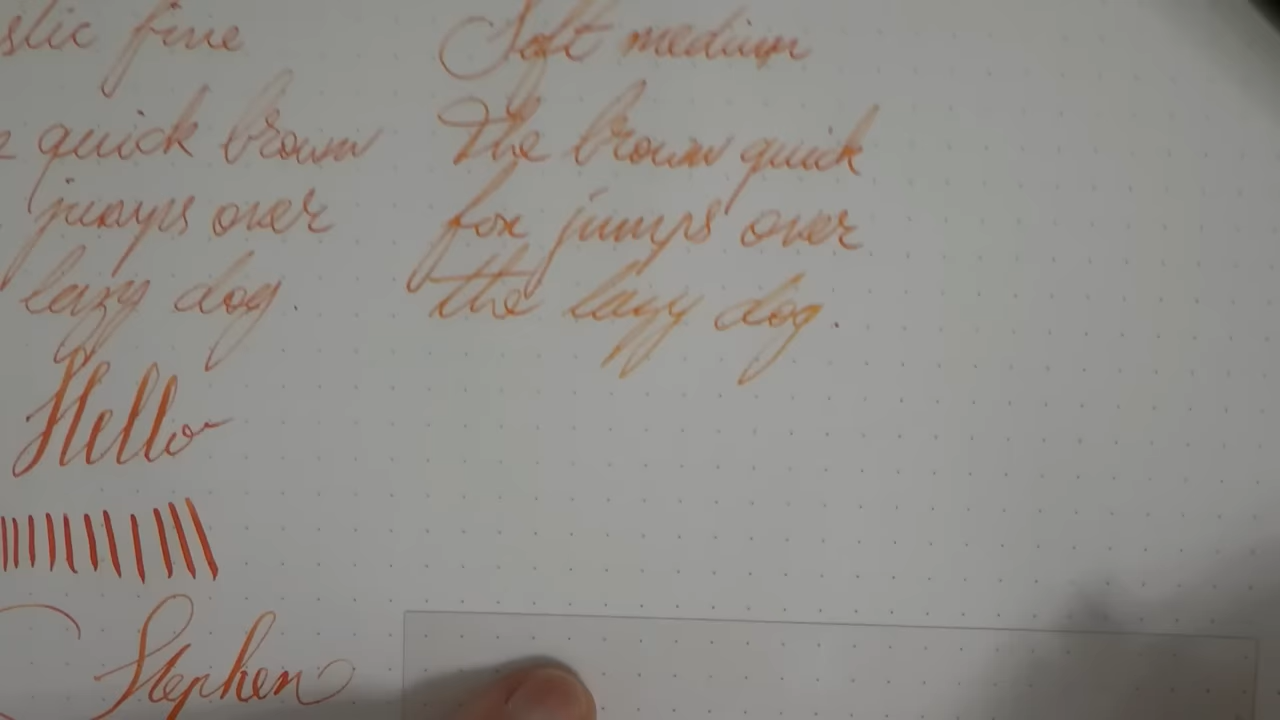 stic fine
quick brown
jumps over
lazy dog.
Hello
Stephen
Soft medium
The brown quick
fox jumps over
the lazy dog.